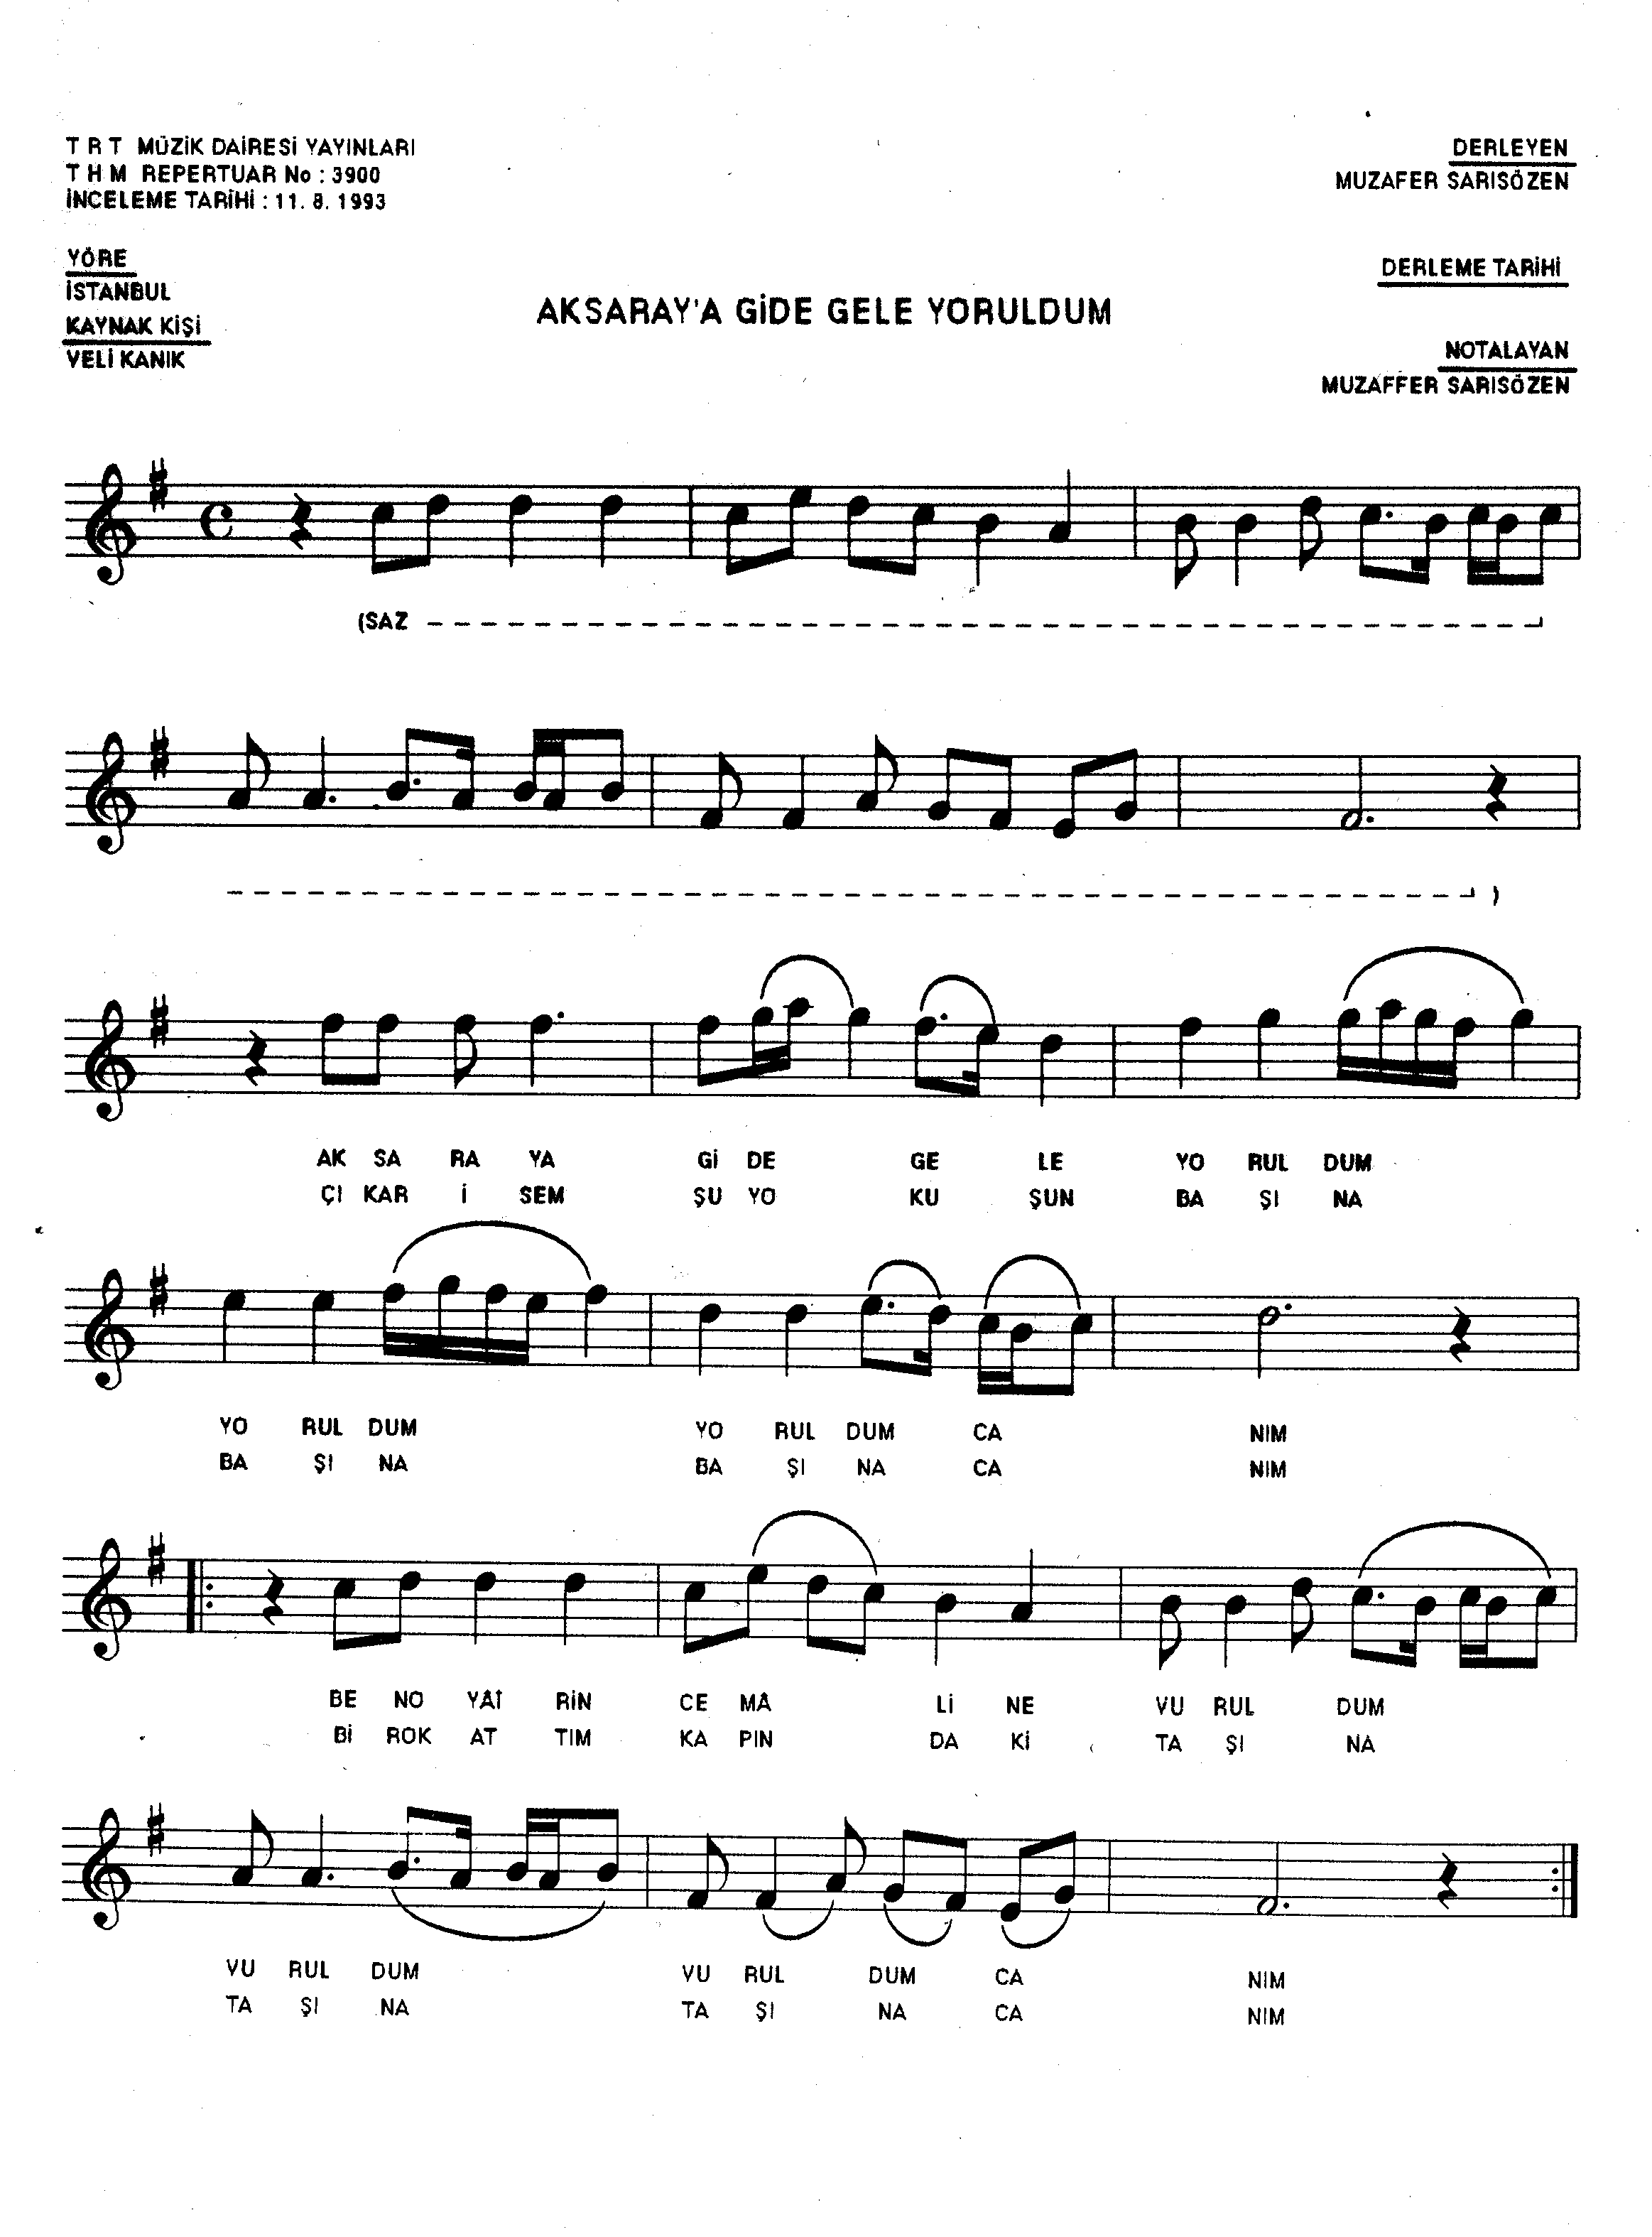 T R T MÜZİK DAİRESİ YAYINLARI
T H M REPERTUAR No : 3900
İNCELEME TARİHİ : 11. 8. 1993
DERLEYEN
MUZAFER SARISÖZEN
YÖRE
İSTANBUL
KAYNAK KİŞİ
VELİ KANIK
DERLEME TARİHİ
AKSARAY'A GİDE GELE YORULDUM
NOTALAYAN
MUZAFFER SARISÖZEN
(SAZ
)
AK SA RA YA Gİ DE GE LE YO RUL DUM
ÇI KAR İ SEM ŞU YO KU ŞUN BA ŞI NA
YO RUL DUM YO RUL DUM CA NIM
BA ŞI NA BA ŞI NA CA NIM
BE NO YÂİ RİN CE MÂ Lİ NE VU RUL DUM
Bİ ROK AT TIM KA PIN DA Kİ TA ŞI NA
VU RUL DUM VU RUL DUM CA NIM
TA ŞI NA TA ŞI NA CA NIM